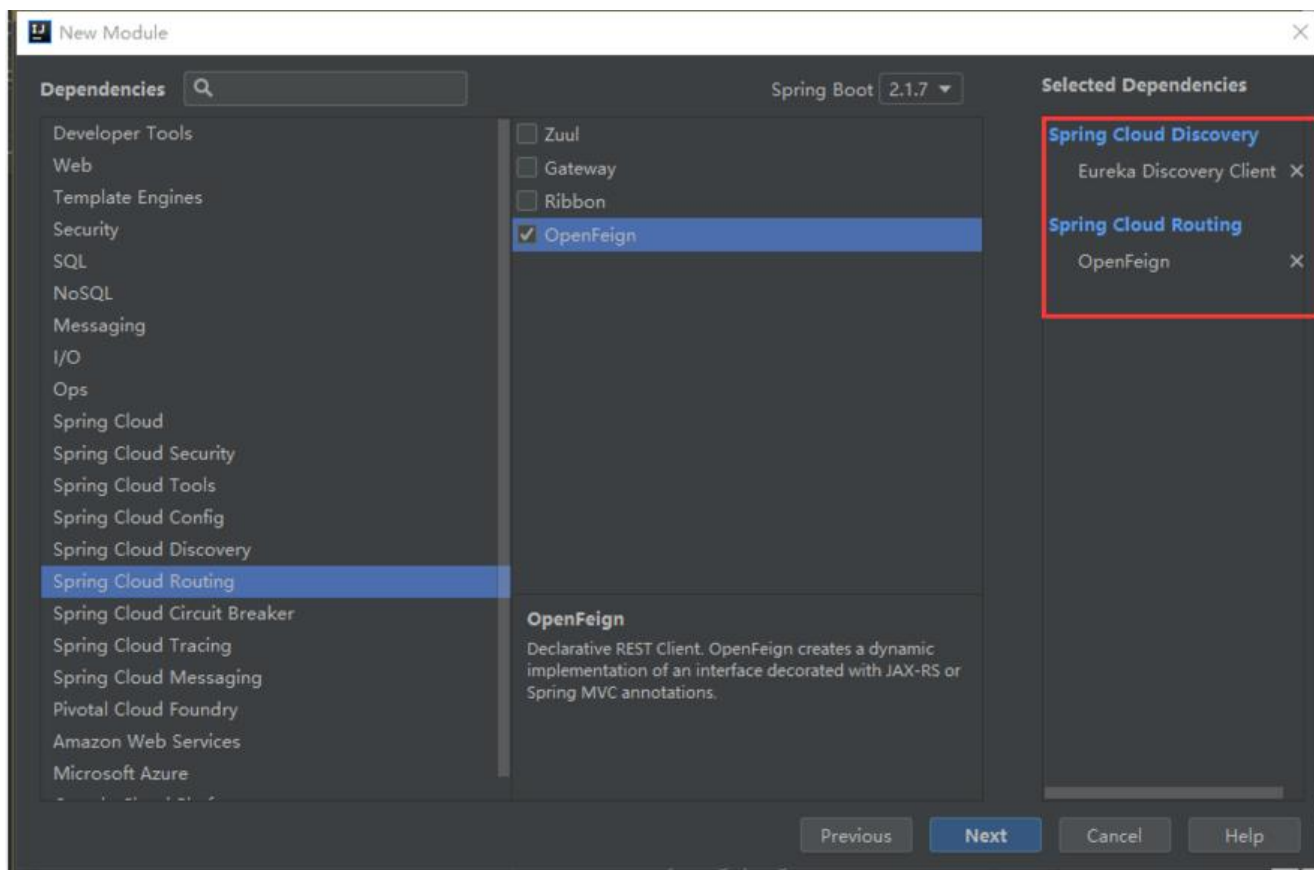 New Module
Dependencies
Spring Boot 2.1.7
Selected Dependencies
Developer Tools
Web
Template Engines
Security
SQL
NoSQL
Messaging
I/O
Ops
Spring Cloud
Spring Cloud Security
Spring Cloud Tools
Spring Cloud Config
Spring Cloud Discovery
Spring Cloud Routing
Spring Cloud Circuit Breaker
Spring Cloud Tracing
Spring Cloud Messaging
Pivotal Cloud Foundry
Amazon Web Services
Microsoft Azure
Zuul
Gateway
Ribbon
OpenFeign
OpenFeign
Declarative REST Client. OpenFeign creates a dynamic
implementation of an interface decorated with JAX-RS or
Spring MVC annotations.
Spring Cloud Discovery
Eureka Discovery Client
Spring Cloud Routing
OpenFeign
Previous
Next
Cancel
Help